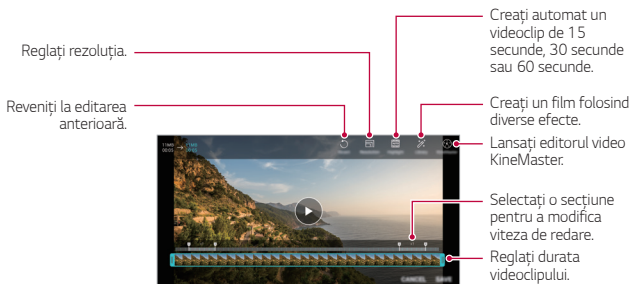 Reglați rezoluția.
Reveniți la editarea
anterioară.
Creați automat un
videoclip de 15
secunde, 30 secunde
sau 60 secunde.
Creați un film folosind
diverse efecte.
Lansați editorul video
KineMaster.
Selectați o secțiune
pentru a modifica
viteza de redare.
Reglați durata
videoclipului.
CANCEL SAVE